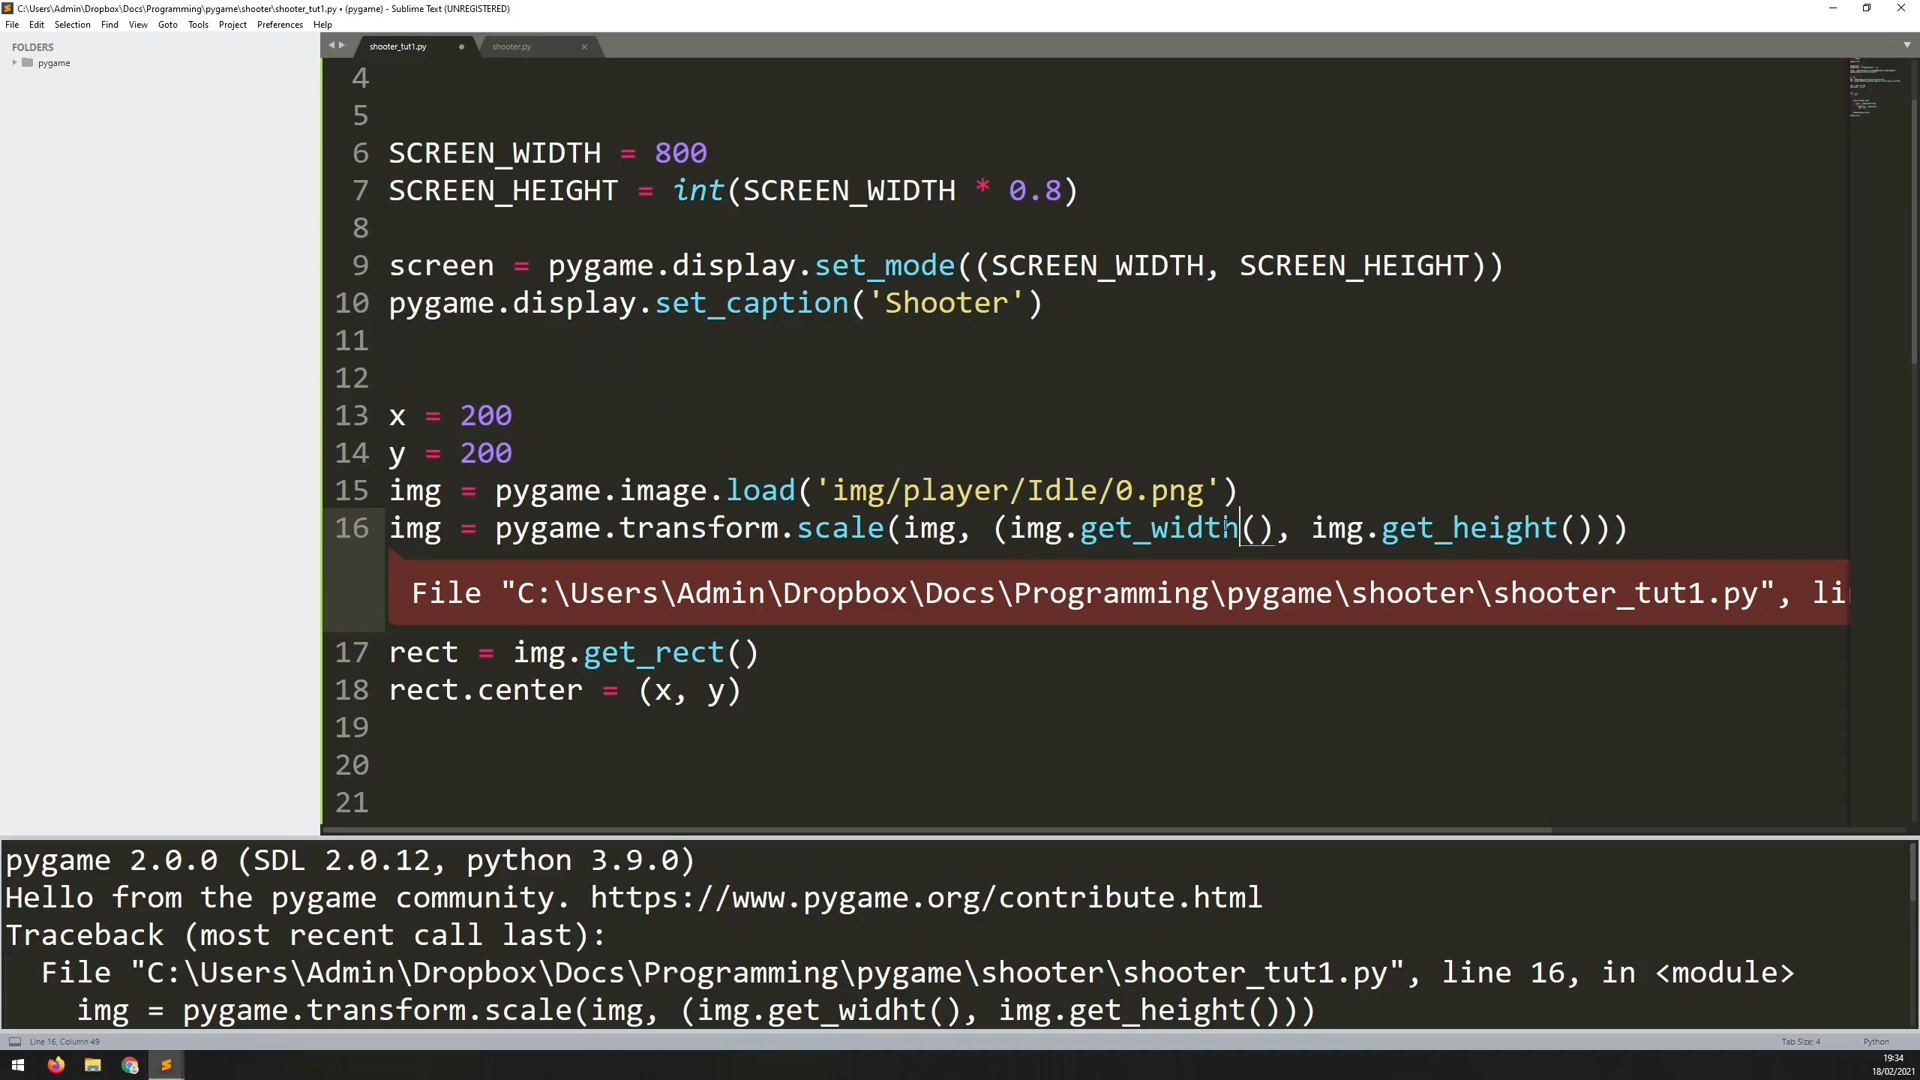 C:\Users\Admin\Dropbox\Docs\Programming\pygame\shooter\shooter_tut1.py • (pygame) - Sublime Text (UNREGISTERED)
File Edit Selection Find View Goto Tools Project Preferences Help
FOLDERS
pygame
shooter_tut1.py
shooter.py
4
5
6 SCREEN_WIDTH = 800
7 SCREEN_HEIGHT = int(SCREEN_WIDTH * 0.8)
8
9 screen = pygame.display.set_mode((SCREEN_WIDTH, SCREEN_HEIGHT))
10 pygame.display.set_caption('Shooter')
11
12
13 x = 200
14 y = 200
15 img = pygame.image.load('img/player/Idle/0.png')
16 img = pygame.transform.scale(img, (img.get_width(), img.get_height()))
File "C:\Users\Admin\Dropbox\Docs\Programming\pygame\shooter\shooter_tut1.py", li
17 rect = img.get_rect()
18 rect.center = (x, y)
19
20
21
pygame 2.0.0 (SDL 2.0.12, python 3.9.0)
Hello from the pygame community. https://www.pygame.org/contribute.html
Traceback (most recent call last):
File "C:\Users\Admin\Dropbox\Docs\Programming\pygame\shooter\shooter_tut1.py", line 16, in <module>
img = pygame.transform.scale(img, (img.get_widht(), img.get_height()))
Line 16, Column 49
Tab Size: 4
Python
19:34
18/02/2021